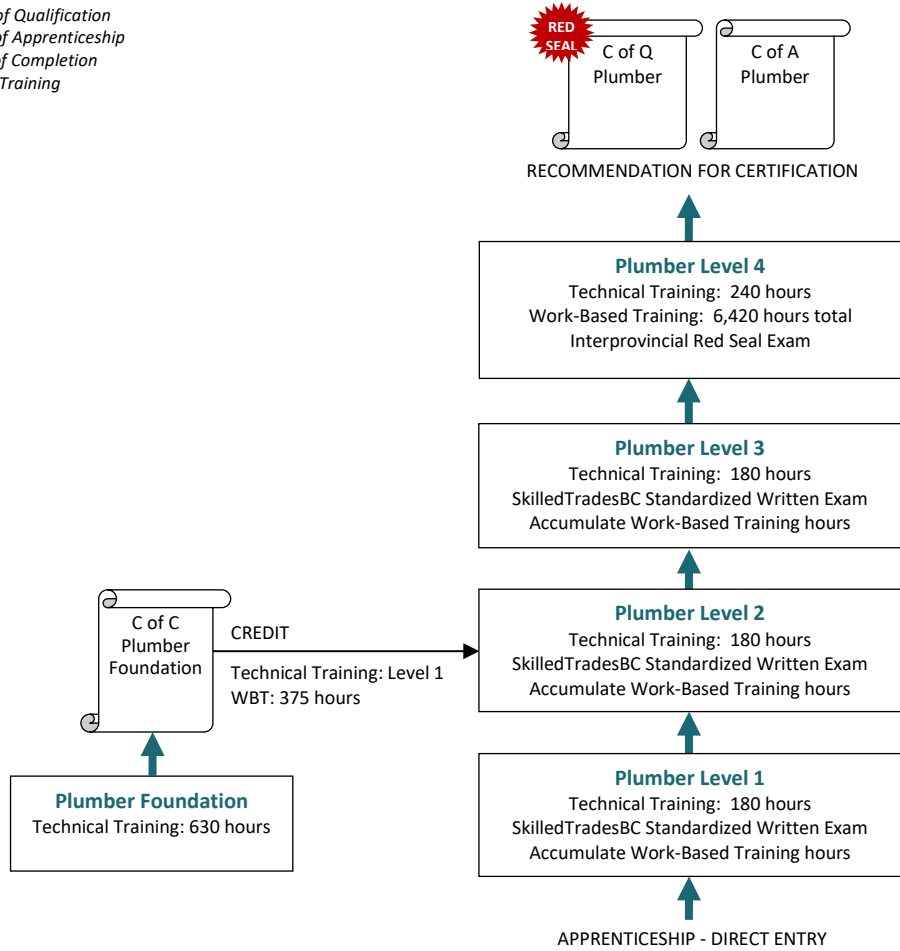 of Qualification
of Apprenticeship
of Completion
Training
RED
SEAL
C of Q
Plumber
C of A
Plumber
RECOMMENDATION FOR CERTIFICATION
Plumber Level 4
Technical Training: 240 hours
Work-Based Training: 6,420 hours total
Interprovincial Red Seal Exam
Plumber Level 3
Technical Training: 180 hours
SkilledTradesBC Standardized Written Exam
Accumulate Work-Based Training hours
C of C
Plumber
Foundation
CREDIT
Technical Training: Level 1
WBT: 375 hours
Plumber Level 2
Technical Training: 180 hours
SkilledTradesBC Standardized Written Exam
Accumulate Work-Based Training hours
Plumber Foundation
Technical Training: 630 hours
Plumber Level 1
Technical Training: 180 hours
SkilledTradesBC Standardized Written Exam
Accumulate Work-Based Training hours
APPRENTICESHIP - DIRECT ENTRY